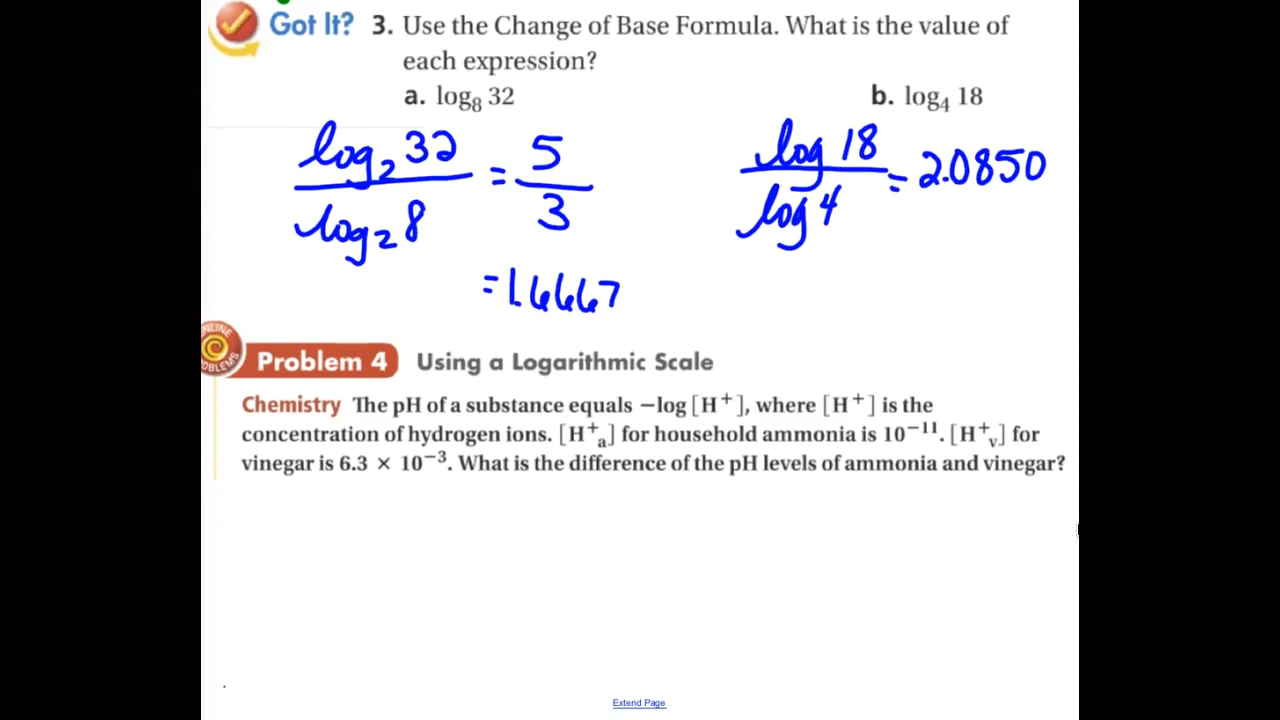 Got It? 3. Use the Change of Base Formula. What is the value of
each expression?
a. log₈ 32 b. log₄ 18
log₂ 32 / log₂ 8 = 5/3 log 18 / log 4 = 2.0850
= 1.6667
ONLINE
PROBLEMS
Problem 4 Using a Logarithmic Scale
Chemistry The pH of a substance equals −log [H⁺], where [H⁺] is the
concentration of hydrogen ions. [H⁺ₐ] for household ammonia is 10⁻¹¹. [H⁺ᵥ] for
vinegar is 6.3 × 10⁻³. What is the difference of the pH levels of ammonia and vinegar?
Extend Page